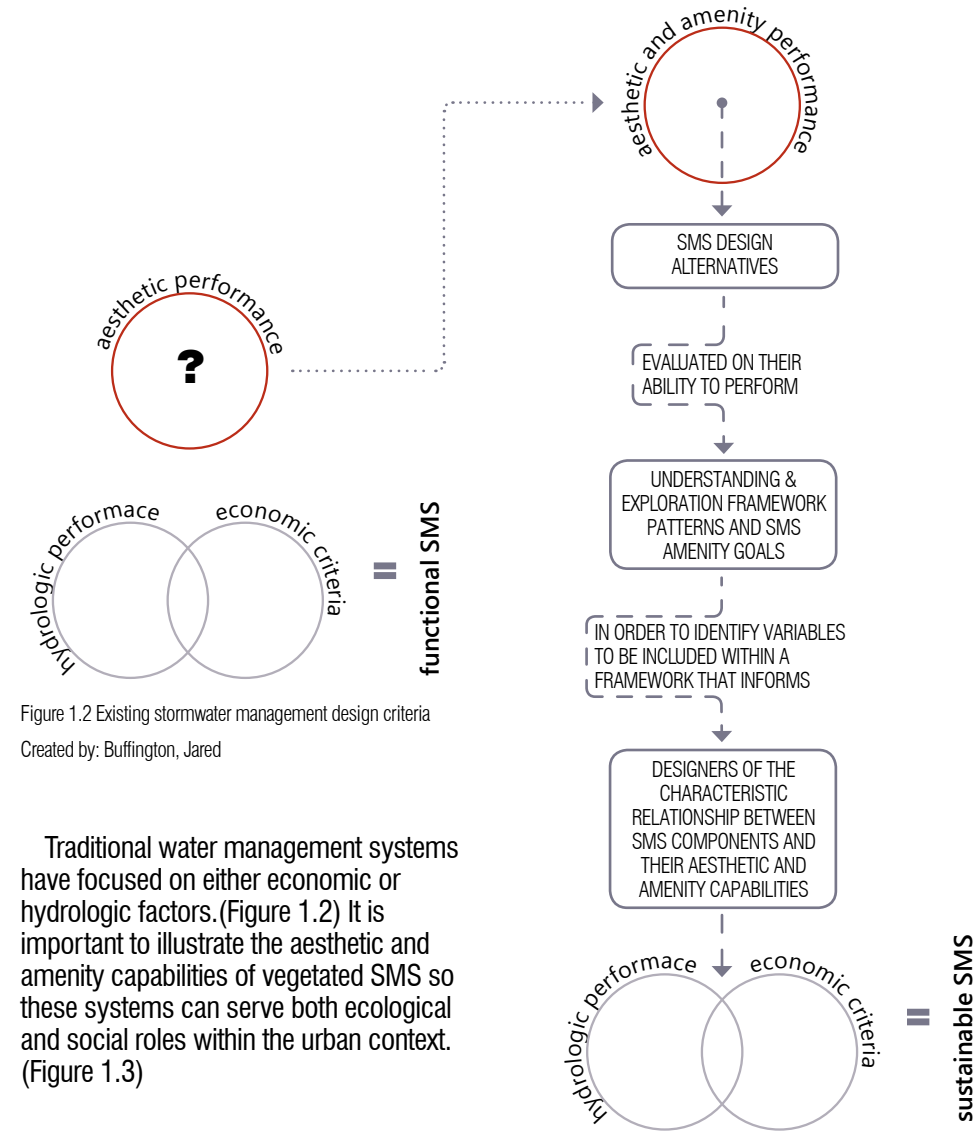 aesthetic performance
?
hydrologic performace
economic criteria
=
functional SMS
Figure 1.2 Existing stormwater management design criteria
Created by: Buffington, Jared
Traditional water management systems
have focused on either economic or
hydrologic factors.(Figure 1.2) It is
important to illustrate the aesthetic and
amenity capabilities of vegetated SMS so
these systems can serve both ecological
and social roles within the urban context.
(Figure 1.3)
aesthetic and amenity performance
SMS DESIGN
ALTERNATIVES
EVALUATED ON THEIR
ABILITY TO PERFORM
UNDERSTANDING &
EXPLORATION FRAMEWORK
PATTERNS AND SMS
AMENITY GOALS
IN ORDER TO IDENTIFY VARIABLES
TO BE INCLUDED WITHIN A
FRAMEWORK THAT INFORMS
DESIGNERS OF THE
CHARACTERISTIC
RELATIONSHIP BETWEEN
SMS COMPONENTS AND
THEIR AESTHETIC AND
AMENITY CAPABILITIES
hydrologic performace
economic criteria
=
sustainable SMS